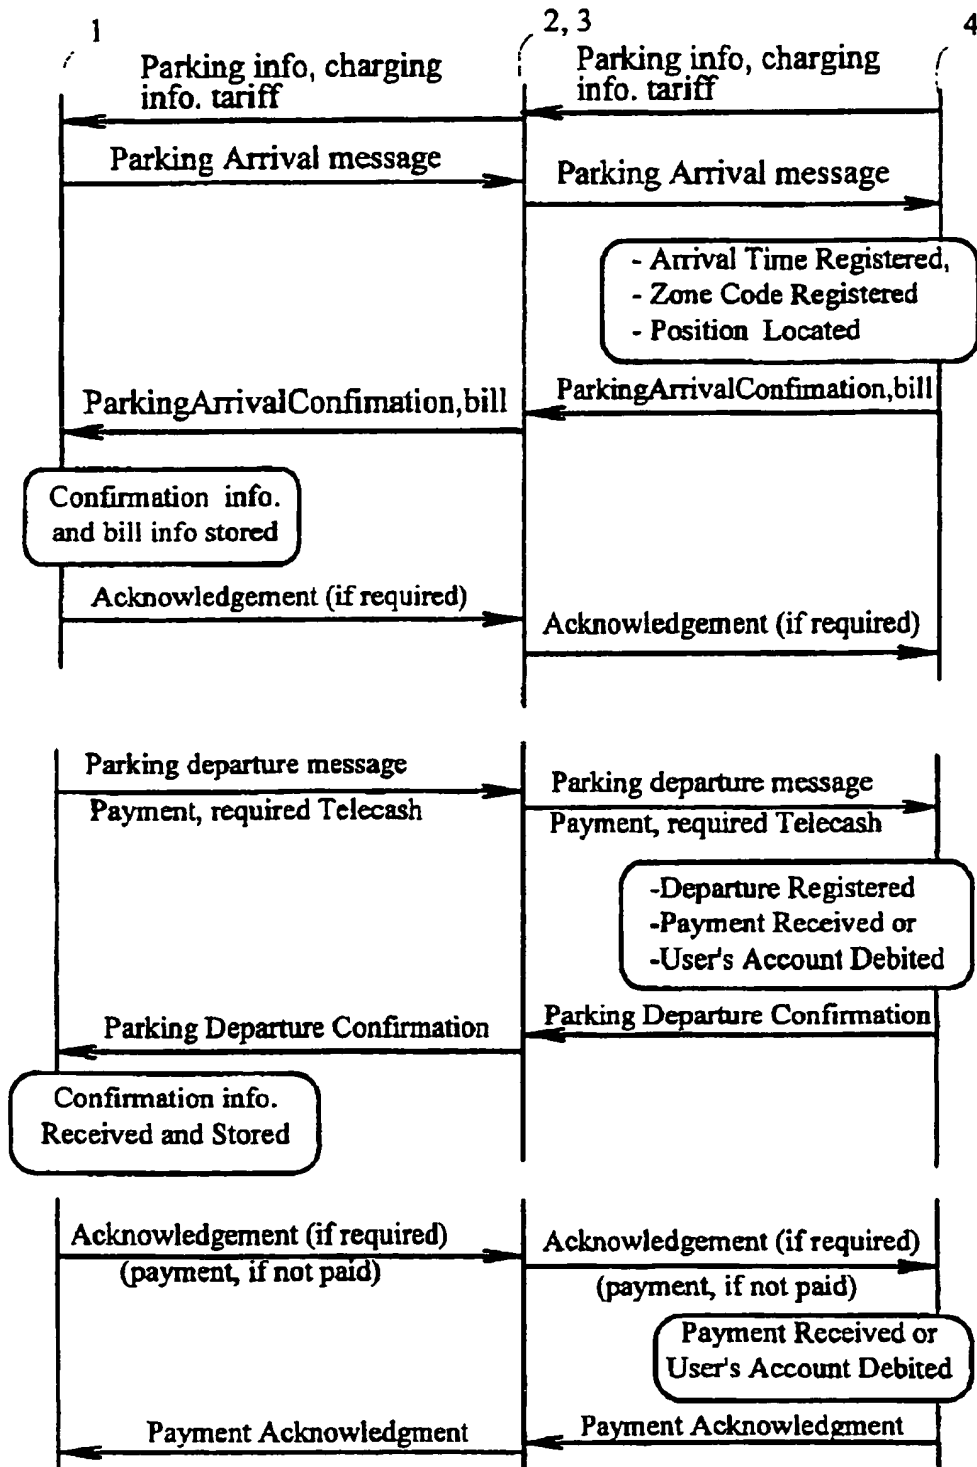 1
2, 3
4
Parking info, charging
info. tariff
Parking info, charging
info. tariff
Parking Arrival message
Parking Arrival message
- Arrival Time Registered,
- Zone Code Registered
- Position Located
ParkingArrivalConfimation,bill
ParkingArrivalConfimation,bill
Confirmation info.
and bill info stored
Acknowledgement (if required)
Acknowledgement (if required)
Parking departure message
Payment, required Telecash
Parking departure message
Payment, required Telecash
-Departure Registered
-Payment Received or
-User's Account Debited
Parking Departure Confirmation
Parking Departure Confirmation
Confirmation info.
Received and Stored
Acknowledgement (if required)
(payment, if not paid)
Acknowledgement (if required)
(payment, if not paid)
Payment Received or
User's Account Debited
Payment Acknowledgment
Payment Acknowledgment